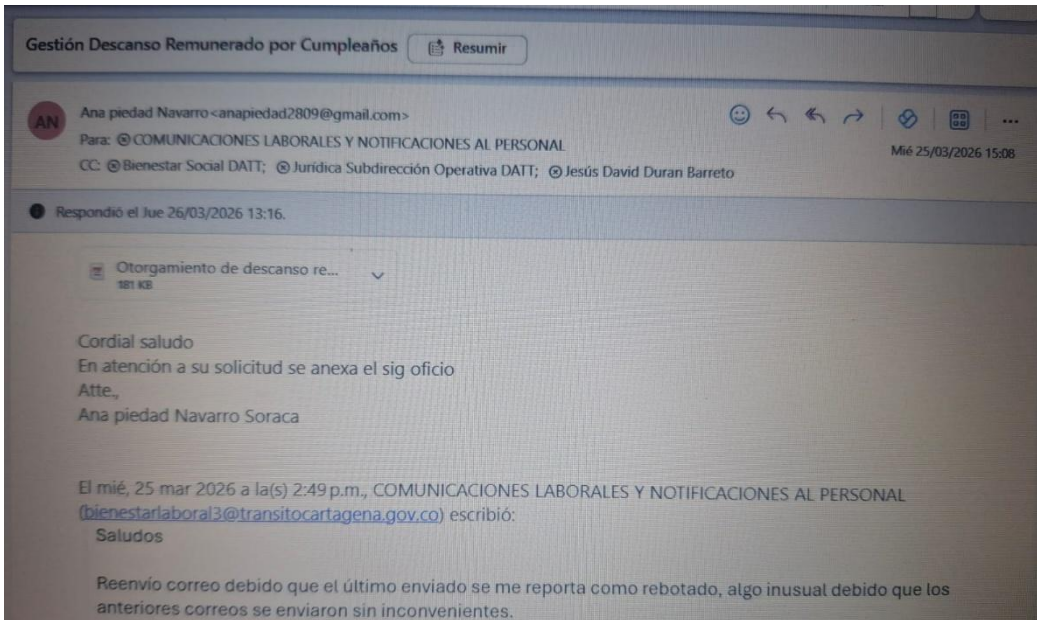 Gestión Descanso Remunerado por Cumpleaños Resumir
AN
Ana piedad Navarro<anapiedad2809@gmail.com>
Para: COMUNICACIONES LABORALES Y NOTIFICACIONES AL PERSONAL
CC: Bienestar Social DATT; Jurídica Subdirección Operativa DATT; Jesús David Duran Barreto
Mié 25/03/2026 15:08
Respondió el Jue 26/03/2026 13:16.
Otorgamiento de descanso re...
181 KB
Cordial saludo
En atención a su solicitud se anexa el sig oficio
Atte.,
Ana piedad Navarro Soraca
El mié, 25 mar 2026 a la(s) 2:49 p.m., COMUNICACIONES LABORALES Y NOTIFICACIONES AL PERSONAL
(bienestarlaboral3@transitocartagena.gov.co) escribió:
Saludos
Reenvío correo debido que el último enviado se me reporta como rebotado, algo inusual debido que los
anteriores correos se enviaron sin inconvenientes.